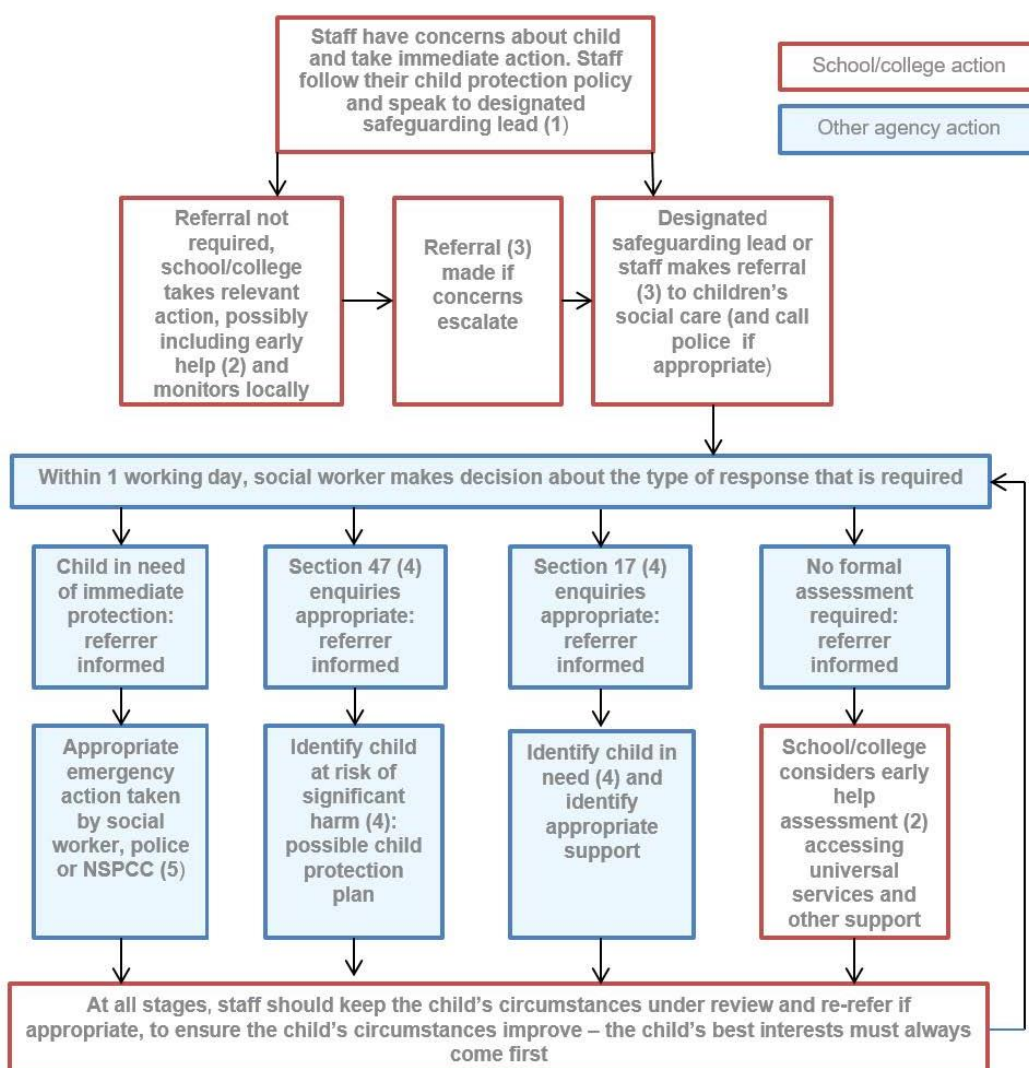 Staff have concerns about child
and take immediate action. Staff
follow their child protection policy
and speak to designated
safeguarding lead (1)
School/college action
Other agency action
Referral not
required,
school/college
takes relevant
action, possibly
including early
help (2) and
monitors locally
Referral (3)
made if
concerns
escalate
Designated
safeguarding lead or
staff makes referral
(3) to children’s
social care (and call
police if
appropriate)
Within 1 working day, social worker makes decision about the type of response that is required
Child in need
of immediate
protection:
referrer
informed
Section 47 (4)
enquiries
appropriate:
referrer
informed
Section 17 (4)
enquiries
appropriate:
referrer
informed
No formal
assessment
required:
referrer
informed
Appropriate
emergency
action taken
by social
worker, police
or NSPCC (5)
Identify child
at risk of
significant
harm (4):
possible child
protection
plan
Identify child in
need (4) and
identify
appropriate
support
School/college
considers early
help
assessment (2)
accessing
universal
services and
other support
At all stages, staff should keep the child’s circumstances under review and re-refer if
appropriate, to ensure the child’s circumstances improve – the child’s best interests must always
come first